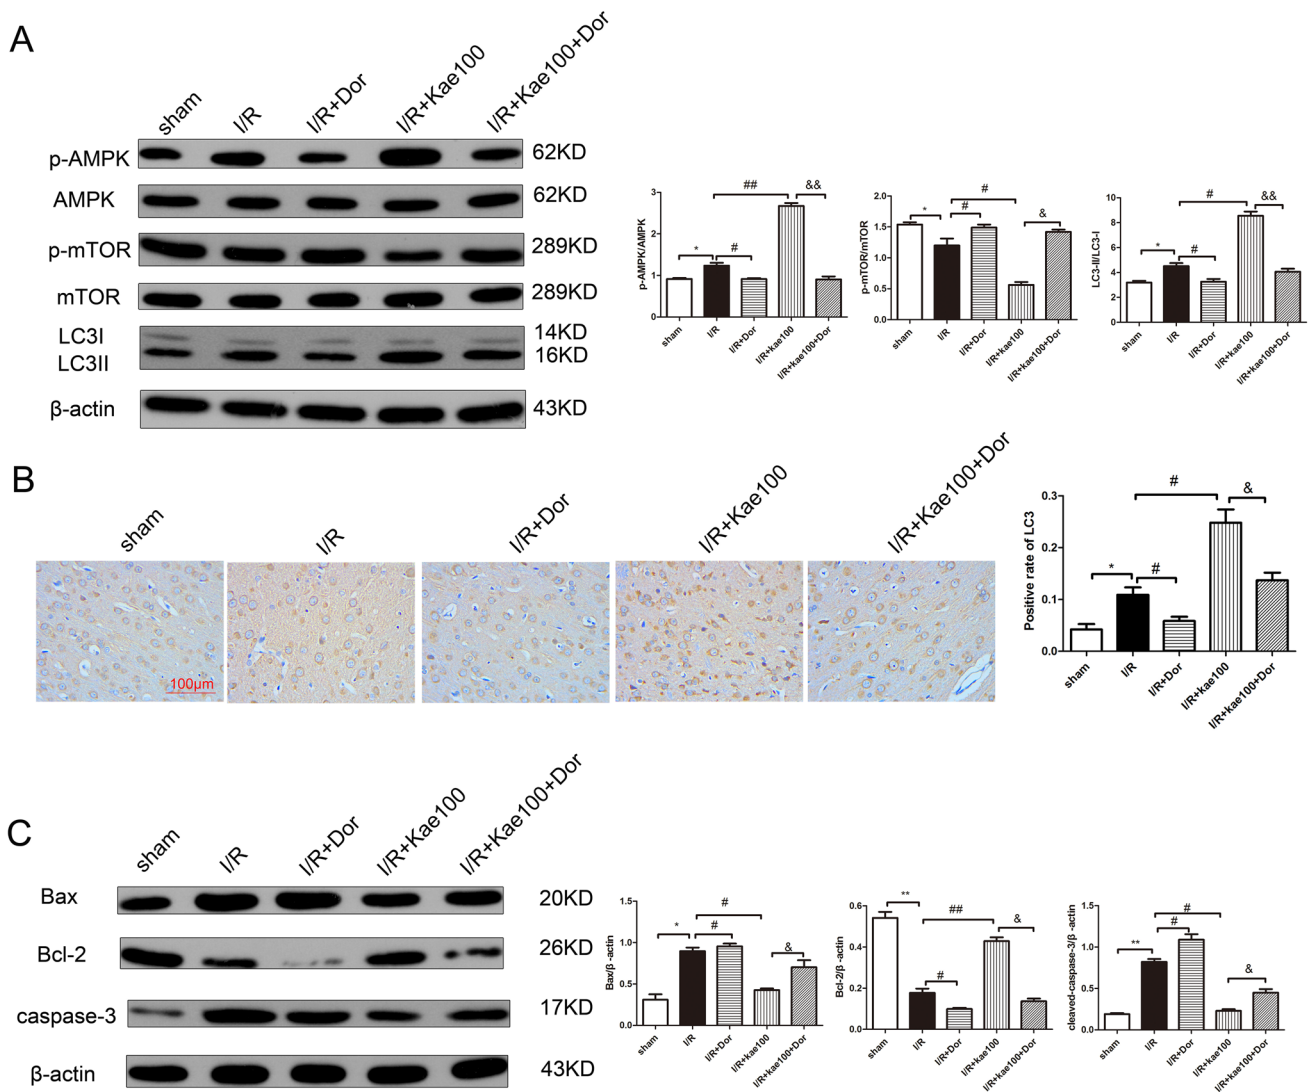 A
sham
I/R
I/R+Dor
I/R+Kae100
I/R+Kae100+Dor
p-AMPK
62KD
AMPK
62KD
p-mTOR
289KD
mTOR
289KD
LC3I
14KD
LC3II
16KD
β-actin
43KD
p-AMPK/AMPK
3
2
1
0
*
#
##
&&
sham
I/R
I/R+Dor
I/R+kae100
I/R+kae100+Dor
p-mTOR/mTOR
2.0
1.5
1.0
0.5
0.0
*
#
#
&
sham
I/R
I/R+Dor
I/R+kae100
I/R+kae100+Dor
LC3-II/LC3-I
10
8
6
4
2
0
*
#
#
&&
sham
I/R
I/R+Dor
I/R+kae100
I/R+kae100+Dor
B
sham
I/R
I/R+Dor
I/R+Kae100
I/R+Kae100+Dor
100μm
Positive rate of LC3
0.3
0.2
0.1
0.0
*
#
#
&
sham
I/R
I/R+Dor
I/R+kae100
I/R+kae100+Dor
C
sham
I/R
I/R+Dor
I/R+Kae100
I/R+Kae100+Dor
Bax
20KD
Bcl-2
26KD
caspase-3
17KD
β-actin
43KD
Bax/β -actin
1.5
1.0
0.5
0.0
*
#
#
&
sham
I/R
I/R+Dor
I/R+kae100
I/R+kae100+Dor
Bcl-2/β-actin
0.6
0.4
0.2
0.0
**
#
##
&
sham
I/R
I/R+Dor
I/R+kae100
I/R+kae100+Dor
cleaved-caspase-3/β -actin
1.5
1.0
0.5
0.0
**
#
#
&
sham
I/R
I/R+Dor
I/R+kae100
I/R+kae100+Dor